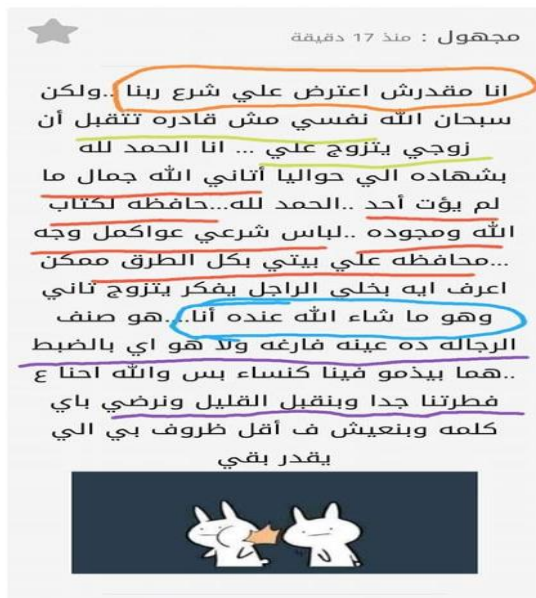 مجهول : منذ 17 دقيقة
انا مقدرش اعترض علي شرع ربنا ..ولكن
سبحان الله نفسي مش قادره تتقبل أن
زوجي يتزوج علي ... انا الحمد لله
بشهاده الي حواليا أتاني الله جمال ما
لم يؤت أحد ..الحمد لله...حافظه لكتاب
الله ومجوده ..لباس شرعي عواكمل وجه
...محافظه علي بيتي بكل الطرق ممكن
اعرف ايه بخلى الراجل يفكر يتزوج تاني
وهو ما شاء الله عنده أنا....هو صنف
الرجاله ده عينه فارغه ولا هو اي بالضبط
..هما بيذمو فينا كنساء بس والله احنا ع
فطرتنا جدا وبنقبل القليل ونرضي باي
كلمه وبنعيش ف أقل ظروف بي الي
يقدر بقي